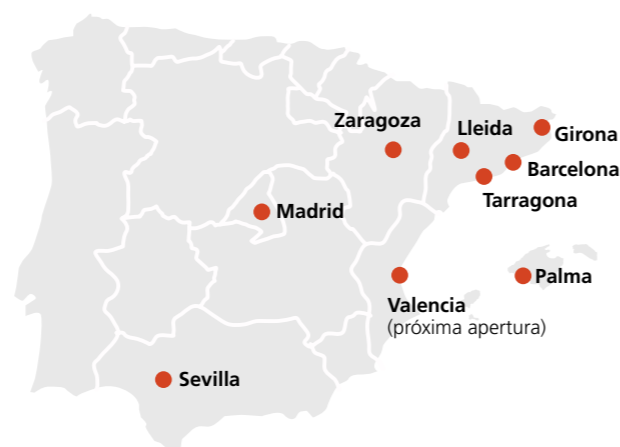 Zaragoza
Lleida
Girona
Barcelona
Tarragona
Madrid
Palma
Valencia
(próxima apertura)
Sevilla